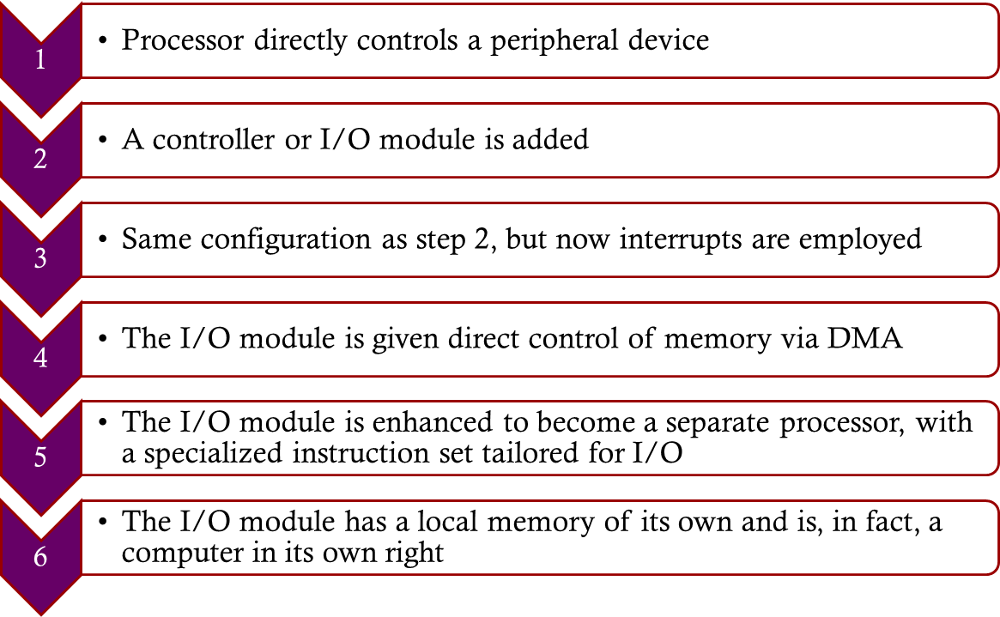 1
• Processor directly controls a peripheral device
2
• A controller or I/O module is added
3
• Same configuration as step 2, but now interrupts are employed
4
• The I/O module is given direct control of memory via DMA
5
• The I/O module is enhanced to become a separate processor, with
a specialized instruction set tailored for I/O
6
• The I/O module has a local memory of its own and is, in fact, a
computer in its own right